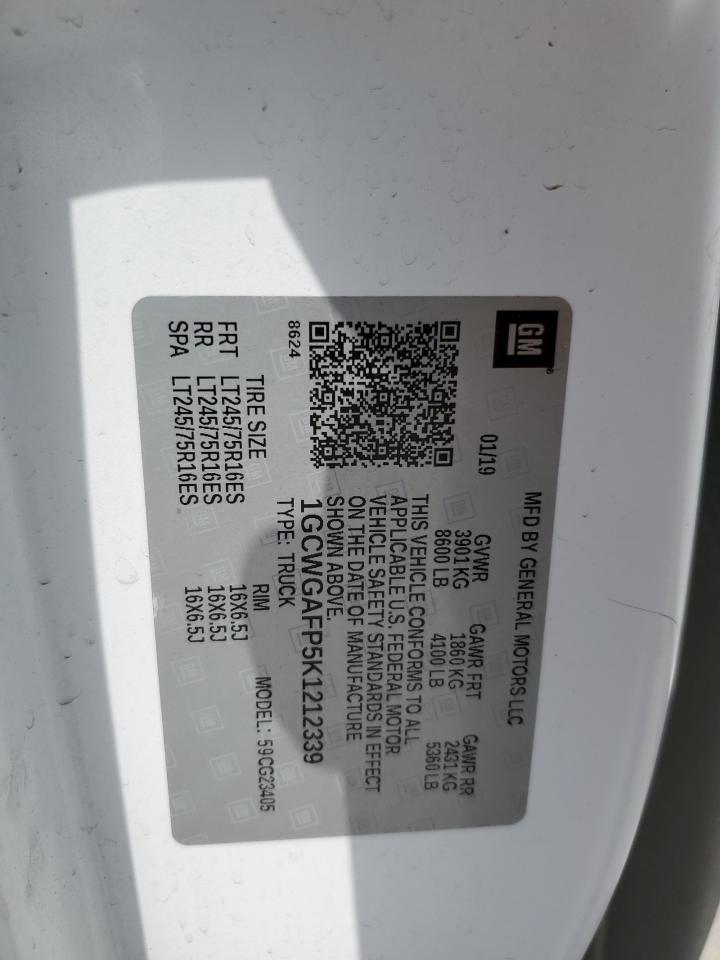 GM
MFD BY GENERAL MOTORS LLC
01/19
GVWR GAWR FRT GAWR RR
3901 KG 1860 KG 2431 KG
8600 LB 4100 LB 5360 LB
THIS VEHICLE CONFORMS TO ALL
APPLICABLE U.S. FEDERAL MOTOR
VEHICLE SAFETY STANDARDS IN EFFECT
ON THE DATE OF MANUFACTURE
SHOWN ABOVE.
1GCWGAFP5K1212339
8624
TYPE: TRUCK MODEL: 59CG23405
TIRE SIZE RIM
FRT LT245/75R16ES 16X6.5J
RR LT245/75R16ES 16X6.5J
SPA LT245/75R16ES 16X6.5J